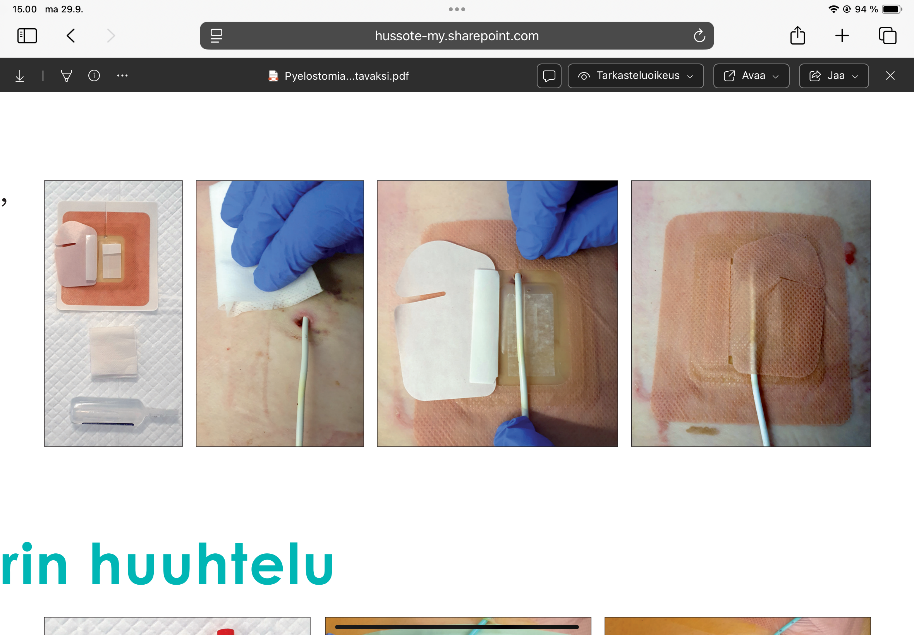 15.00 ma 29.9.
94 %
hussote-my.sharepoint.com
Pyelostomia...tavaksi.pdf
Tarkasteluoikeus
Avaa
Jaa
,
rin huuhtelu